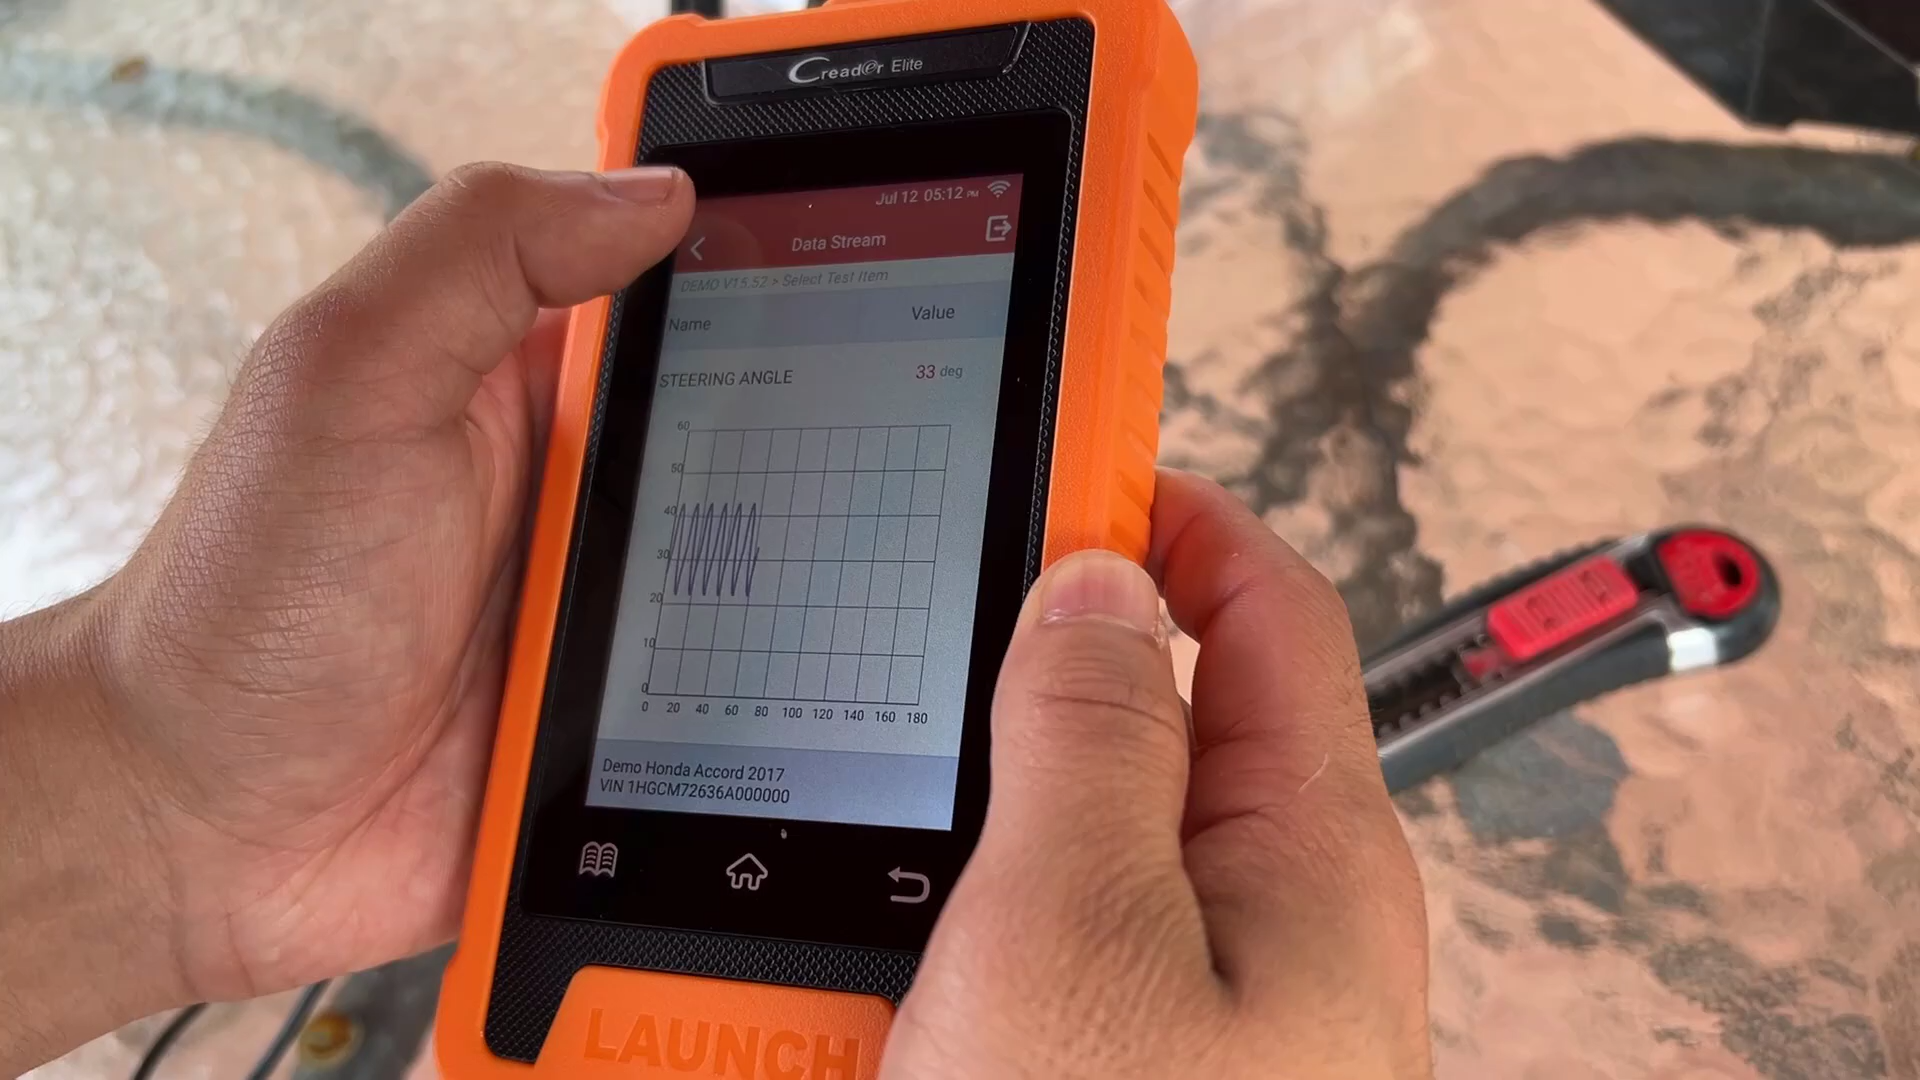 Creader Elite
Jul 12 05:12 PM
Data Stream
DEMO V15.52 > Select Test Item
Name Value
STEERING ANGLE 33 deg
60
50
40
30
20
10
0
0 20 40 60 80 100 120 140 160 180
Demo Honda Accord 2017
VIN 1HGCM72636A000000
LAUNCH